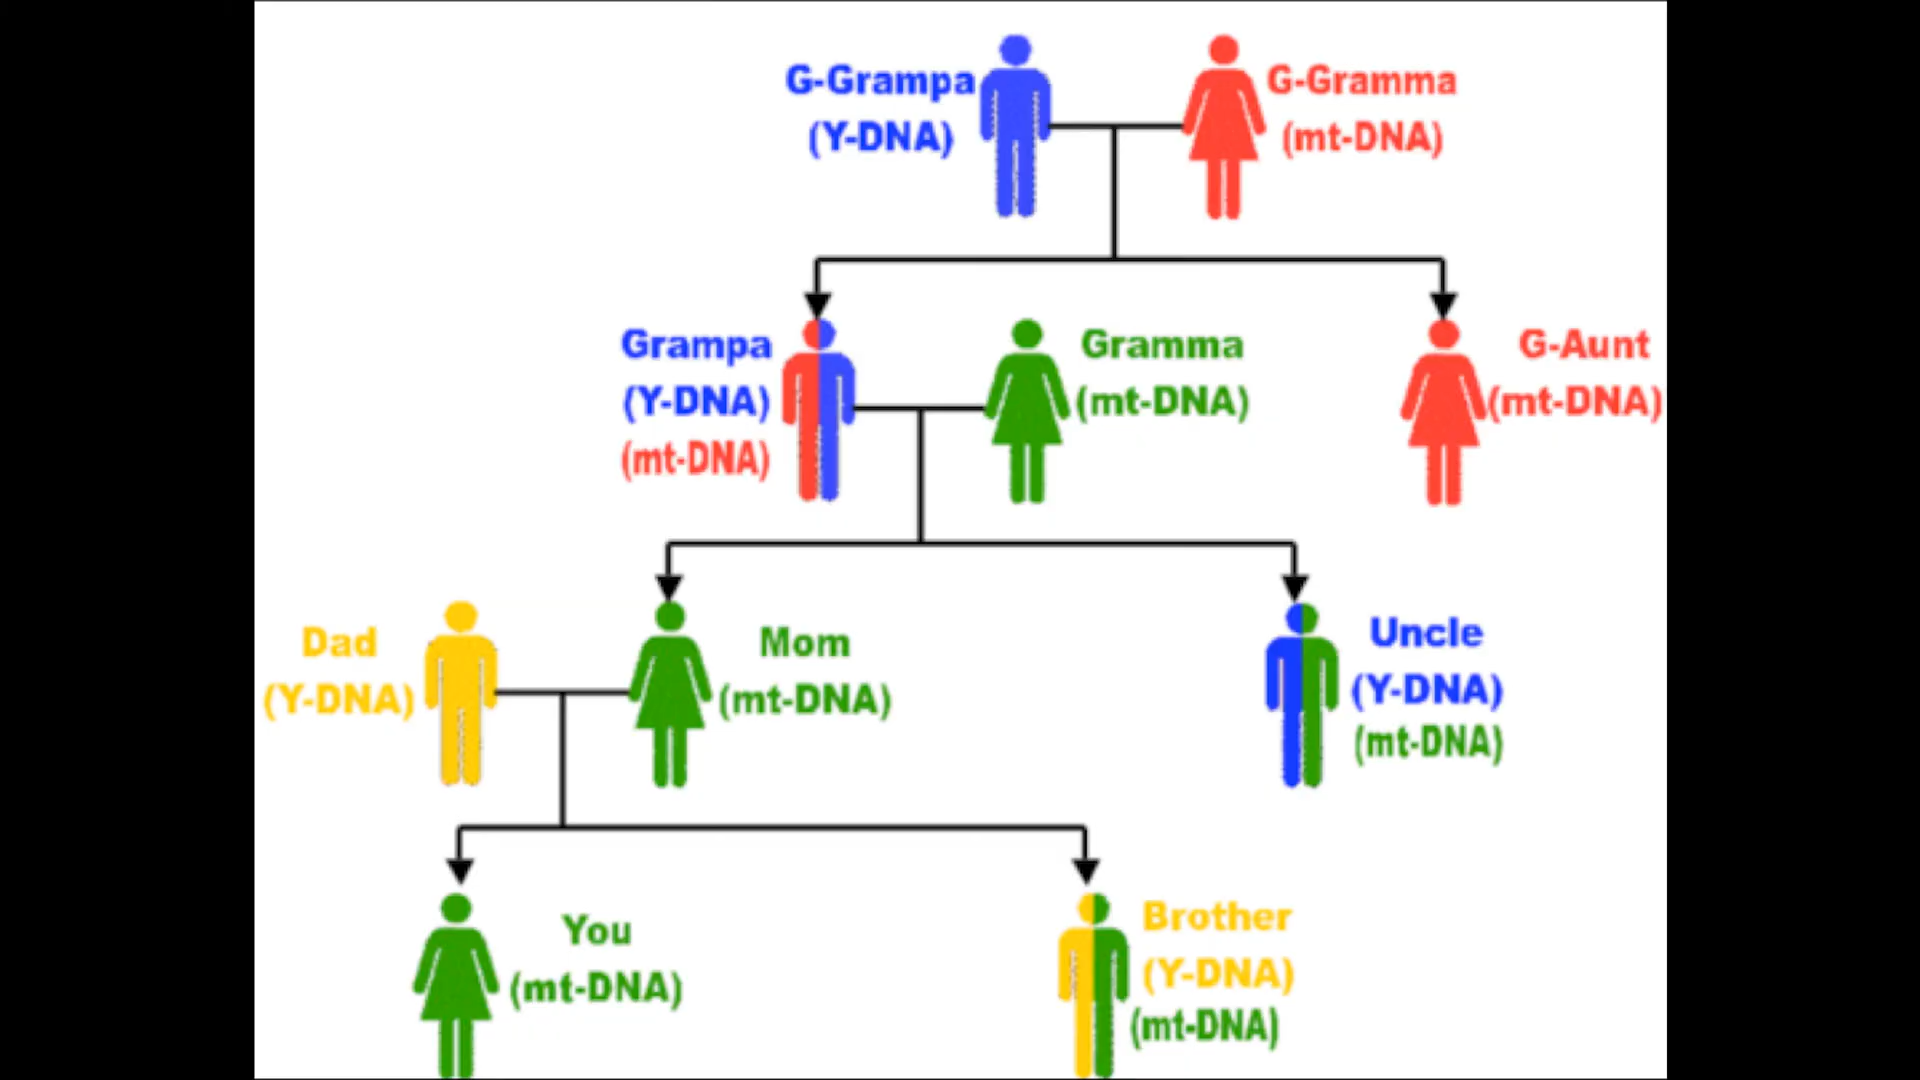 G-Grampa
(Y-DNA)
G-Gramma
(mt-DNA)
Grampa
(Y-DNA)
(mt-DNA)
Gramma
(mt-DNA)
G-Aunt
(mt-DNA)
Dad
(Y-DNA)
Mom
(mt-DNA)
Uncle
(Y-DNA)
(mt-DNA)
You
(mt-DNA)
Brother
(Y-DNA)
(mt-DNA)